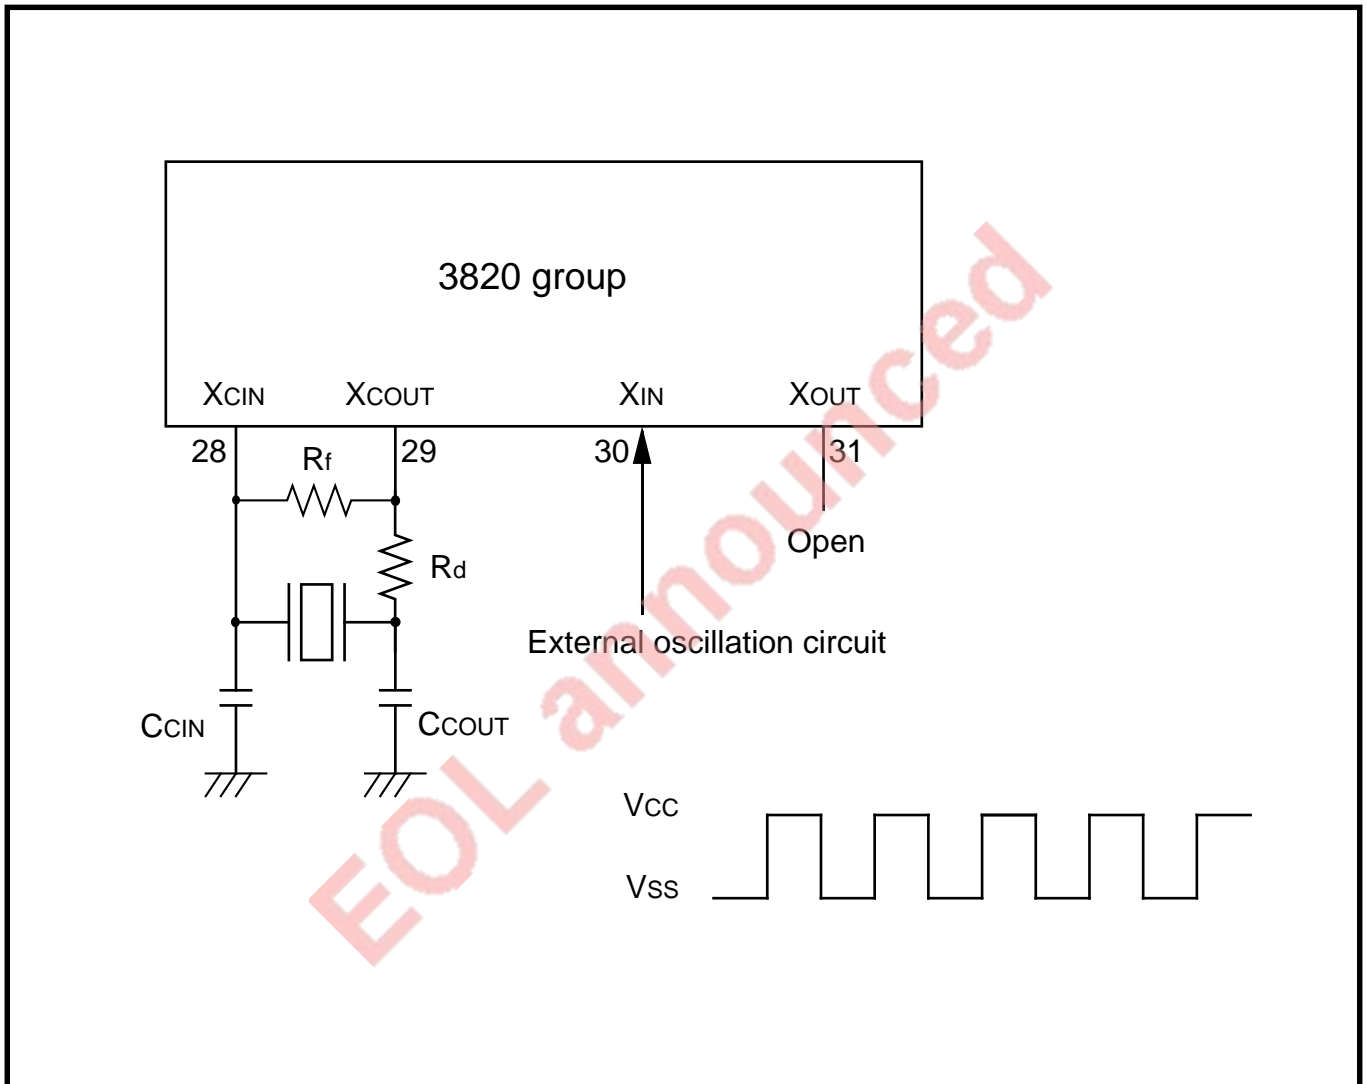 3820 group
XCIN XCOUT XIN XOUT
28 29 30 31
Rf
Rd
Open
External oscillation circuit
CCIN CCOUT
VCC
VSS
EOL announced